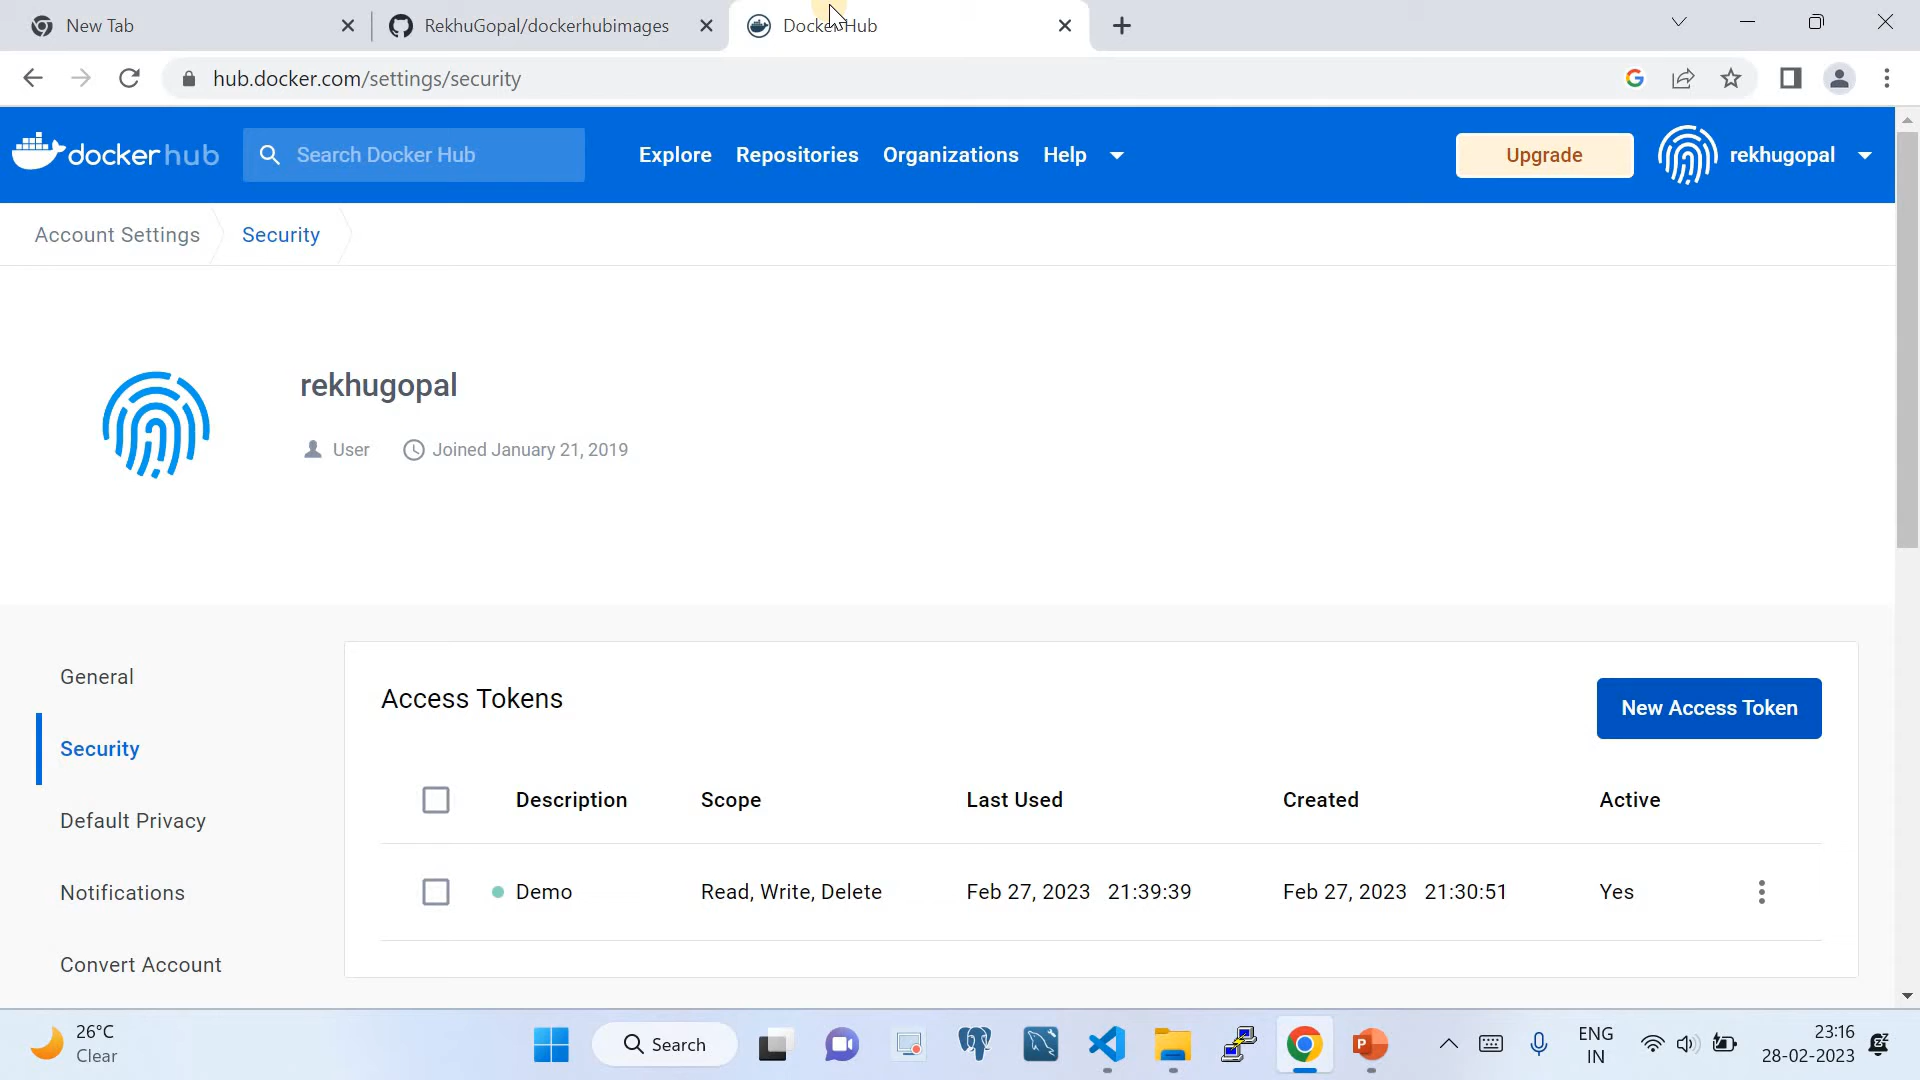 New Tab
RekhuGopal/dockerhubimages
Docker Hub
hub.docker.com/settings/security
docker hub
Search Docker Hub
Explore
Repositories
Organizations
Help
Upgrade
rekhugopal
Account Settings
Security
rekhugopal
User
Joined January 21, 2019
General
Security
Default Privacy
Notifications
Convert Account
Access Tokens
New Access Token
Description Scope Last Used Created Active
Demo Read, Write, Delete Feb 27, 2023 21:39:39 Feb 27, 2023 21:30:51 Yes
26°C
Clear
Search
ENG
IN
23:16
28-02-2023